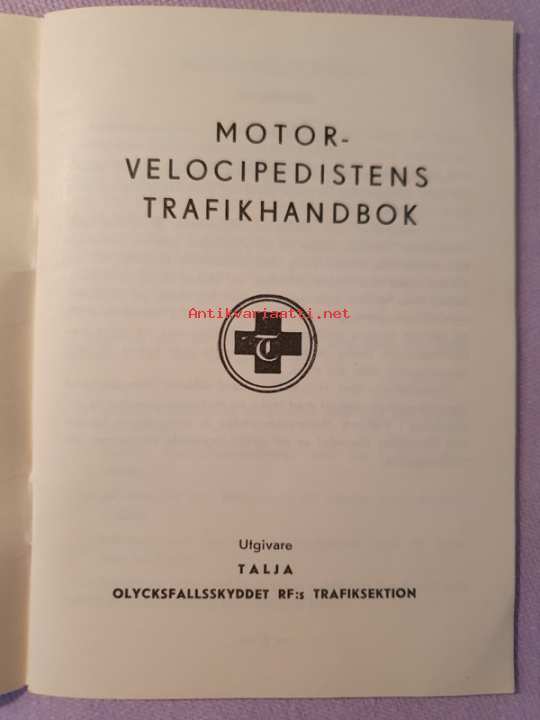 MOTOR-
VELOCIPEDISTENS
TRAFIKHANDBOK
Antikvariaatti.net
T
Utgivare
TALJA
OLYCKSFALLSSKYDDET RF:s TRAFIKSEKTION